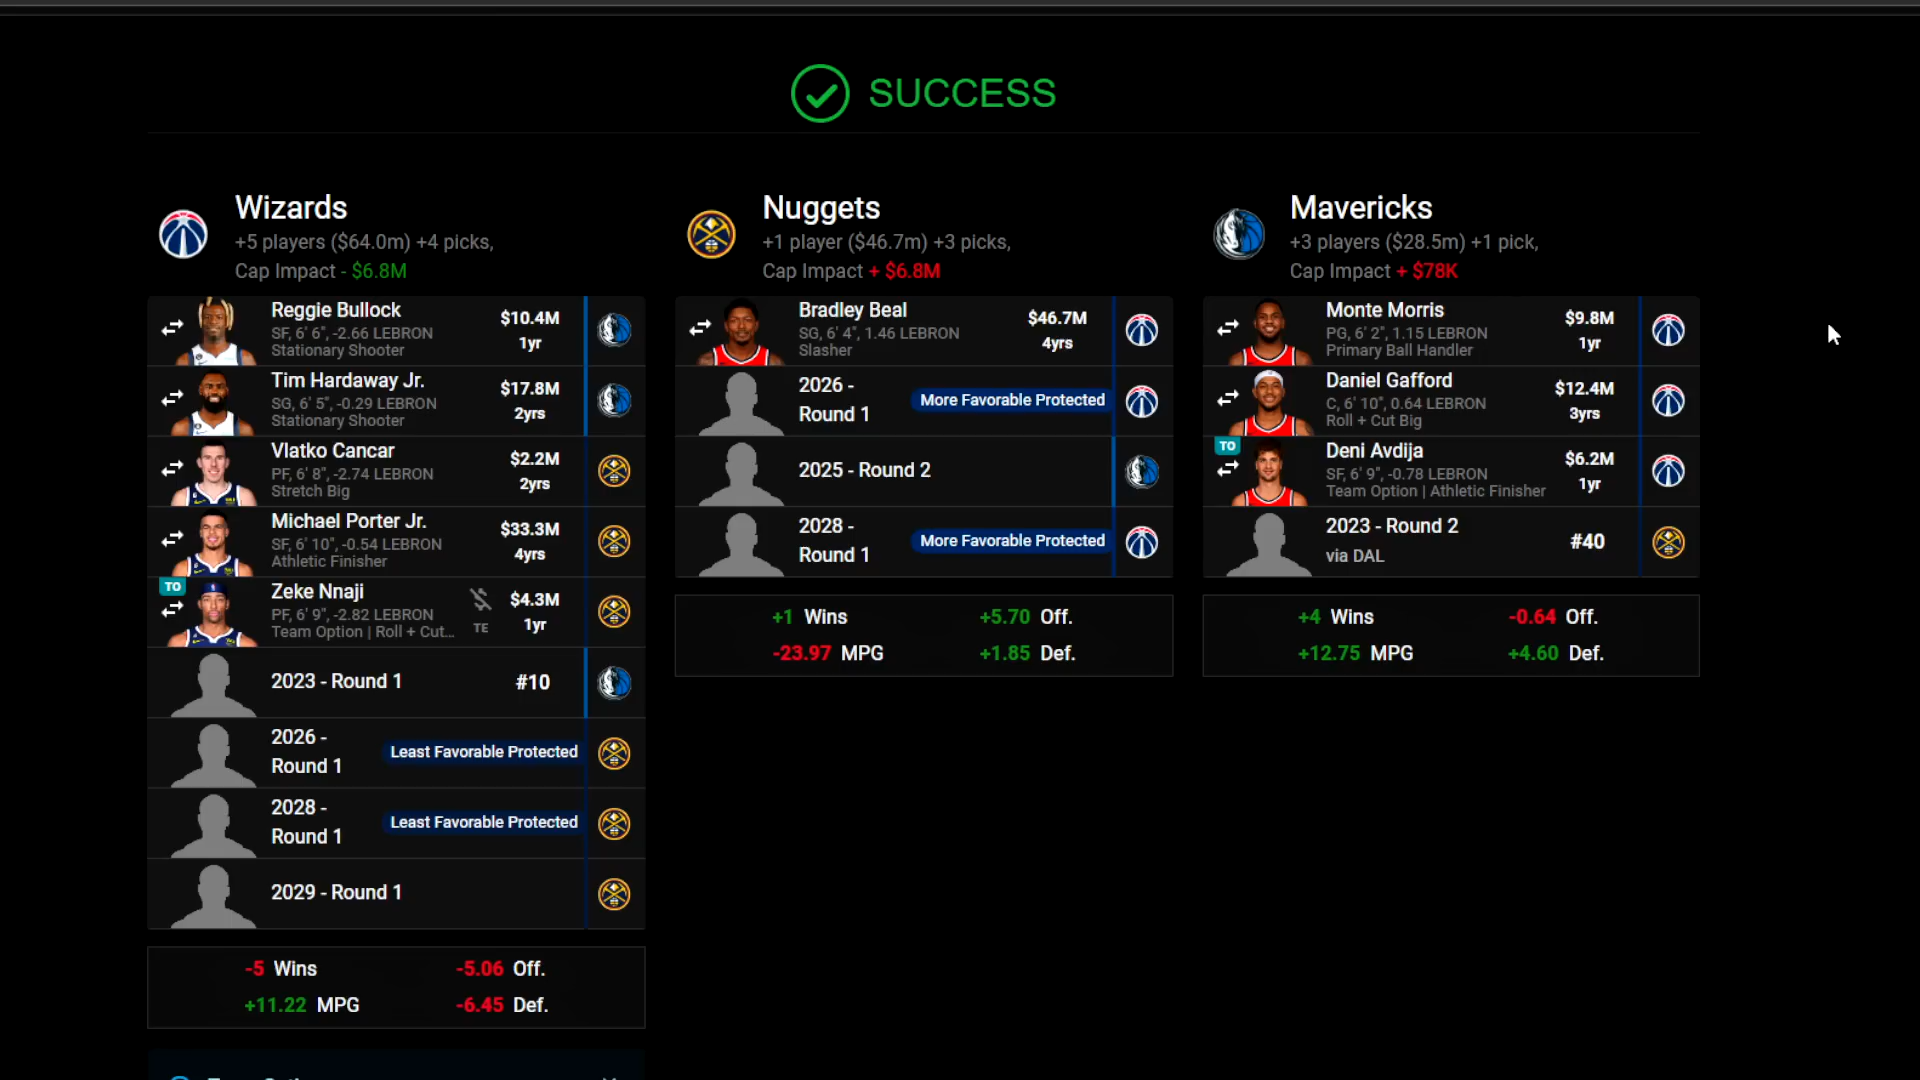 SUCCESS
Wizards
+5 players ($64.0m) +4 picks,
Cap Impact - $6.8M
Reggie Bullock
SF, 6' 6", -2.66 LEBRON
Stationary Shooter
$10.4M
1yr
Tim Hardaway Jr.
SG, 6' 5", -0.29 LEBRON
Stationary Shooter
$17.8M
2yrs
Vlatko Cancar
PF, 6' 8", -2.74 LEBRON
Stretch Big
$2.2M
2yrs
Michael Porter Jr.
SF, 6' 10", -0.54 LEBRON
Athletic Finisher
$33.3M
4yrs
TO
Zeke Nnaji
PF, 6' 9", -2.82 LEBRON
Team Option | Roll + Cut...
TE
$4.3M
1yr
2023 - Round 1
#10
2026 -
Round 1
Least Favorable Protected
2028 -
Round 1
Least Favorable Protected
2029 - Round 1
-5 Wins
-5.06 Off.
+11.22 MPG
-6.45 Def.
Nuggets
+1 player ($46.7m) +3 picks,
Cap Impact + $6.8M
Bradley Beal
SG, 6' 4", 1.46 LEBRON
Slasher
$46.7M
4yrs
2026 -
Round 1
More Favorable Protected
2025 - Round 2
2028 -
Round 1
More Favorable Protected
+1 Wins
+5.70 Off.
-23.97 MPG
+1.85 Def.
Mavericks
+3 players ($28.5m) +1 pick,
Cap Impact + $78K
Monte Morris
PG, 6' 2", 1.15 LEBRON
Primary Ball Handler
$9.8M
1yr
Daniel Gafford
C, 6' 10", 0.64 LEBRON
Roll + Cut Big
$12.4M
3yrs
TO
Deni Avdija
SF, 6' 9", -0.78 LEBRON
Team Option | Athletic Finisher
$6.2M
1yr
2023 - Round 2
via DAL
#40
+4 Wins
-0.64 Off.
+12.75 MPG
+4.60 Def.